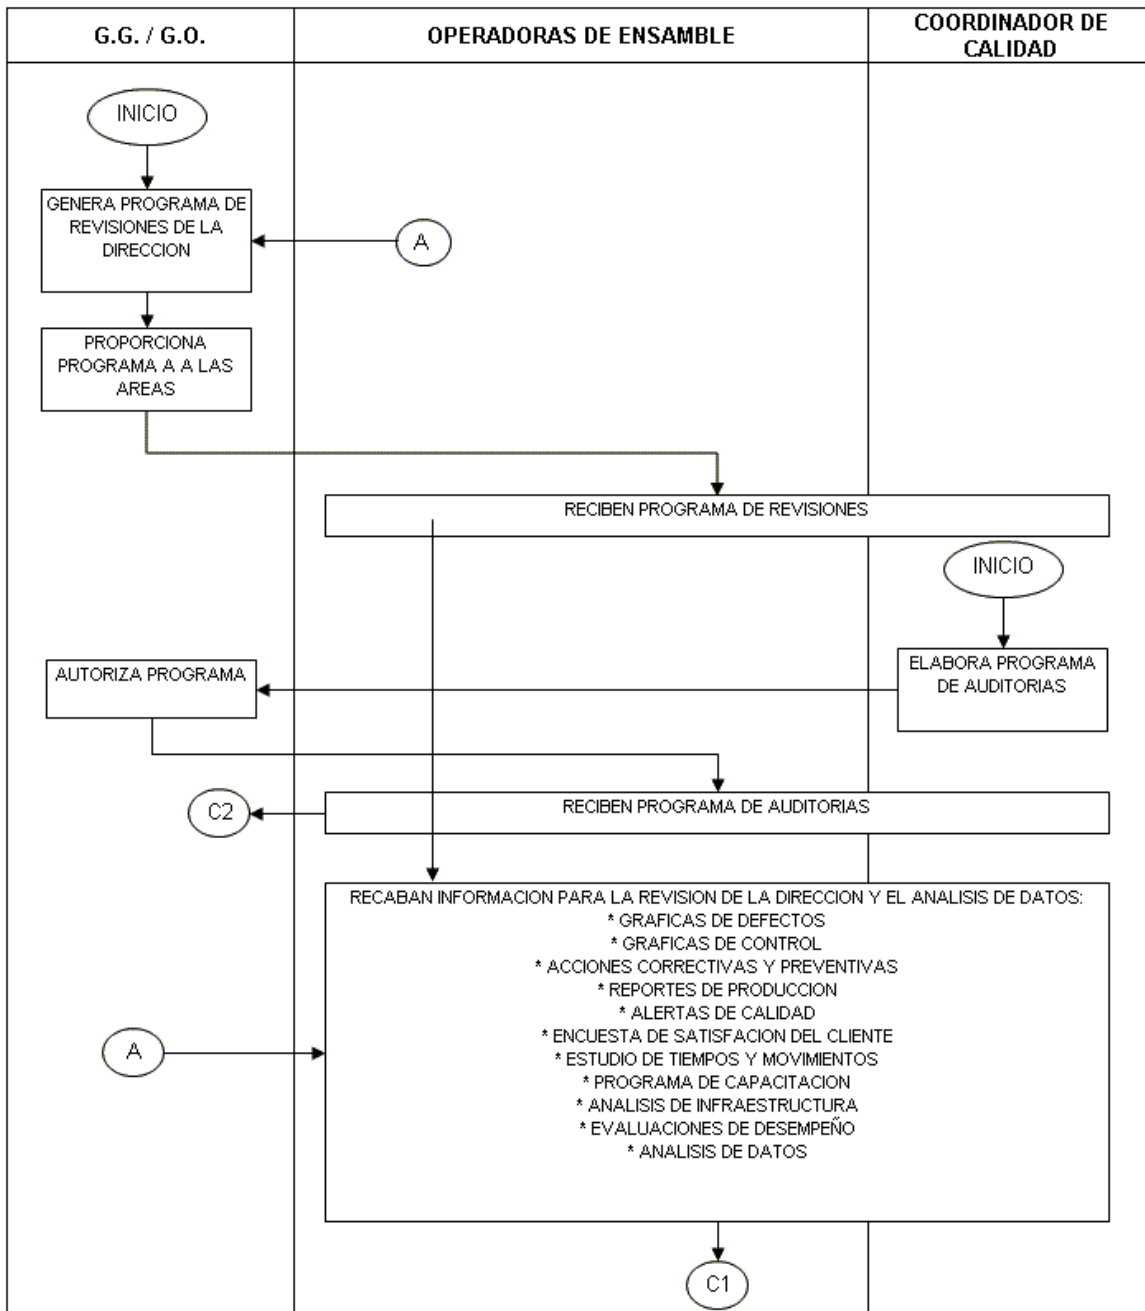 G.G. / G.O.
OPERADORAS DE ENSAMBLE
COORDINADOR DE
CALIDAD
INICIO
GENERA PROGRAMA DE
REVISIONES DE LA
DIRECCION
A
PROPORCIONA
PROGRAMA A A LAS
AREAS
RECIBEN PROGRAMA DE REVISIONES
INICIO
AUTORIZA PROGRAMA
ELABORA PROGRAMA
DE AUDITORIAS
C2
RECIBEN PROGRAMA DE AUDITORIAS
RECABAN INFORMACION PARA LA REVISION DE LA DIRECCION Y EL ANALISIS DE DATOS:
* GRAFICAS DE DEFECTOS
* GRAFICAS DE CONTROL
* ACCIONES CORRECTIVAS Y PREVENTIVAS
* REPORTES DE PRODUCCION
* ALERTAS DE CALIDAD
* ENCUESTA DE SATISFACION DEL CLIENTE
* ESTUDIO DE TIEMPOS Y MOVIMIENTOS
* PROGRAMA DE CAPACITACION
* ANALISIS DE INFRAESTRUCTURA
* EVALUACIONES DE DESEMPEÑO
* ANALISIS DE DATOS
A
C1